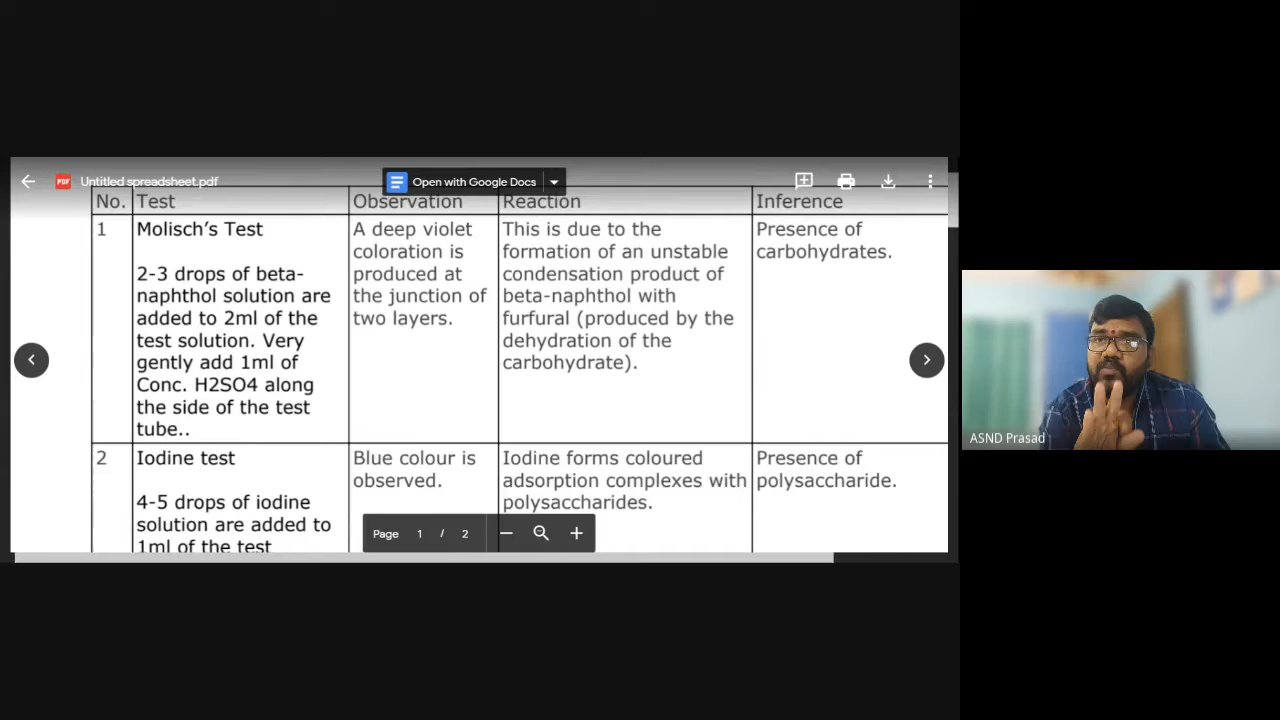 Untitled spreadsheet.pdf
Open with Google Docs
No. Test Observation Reaction Inference
1 Molisch's Test
2-3 drops of beta-
naphthol solution are
added to 2ml of the
test solution. Very
gently add 1ml of
Conc. H2SO4 along
the side of the test
tube..
A deep violet
coloration is
produced at
the junction of
two layers.
This is due to the
formation of an unstable
condensation product of
beta-naphthol with
furfural (produced by the
dehydration of the
carbohydrate).
Presence of
carbohydrates.
2 Iodine test
4-5 drops of iodine
solution are added to
1ml of the test
Blue colour is
observed.
Iodine forms coloured
adsorption complexes with
polysaccharides.
Presence of
polysaccharide.
Page 1 / 2
PDF
ASND Prasad